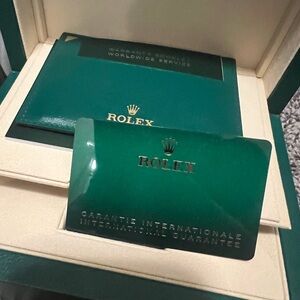 WARRANTY BOOKLET
WORLDWIDE SERVICE
ROLEX
ROLEX
GARANTIE INTERNATIONALE
INTERNATIONAL GUARANTEE